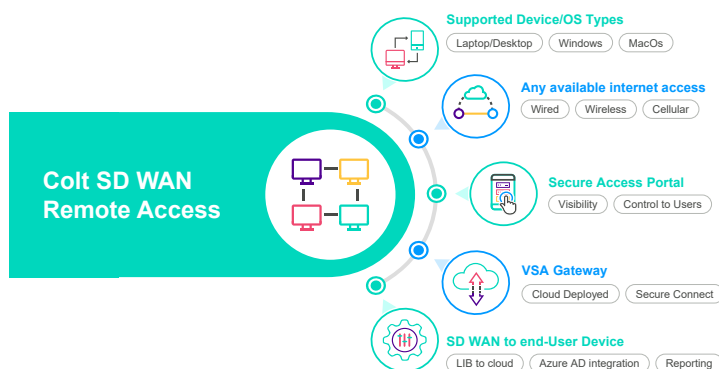 Supported Device/OS Types
Laptop/Desktop Windows MacOs
Any available internet access
Wired Wireless Cellular
Colt SD WAN
Remote Access
Secure Access Portal
Visibility Control to Users
VSA Gateway
Cloud Deployed Secure Connect
SD WAN to end-User Device
LIB to cloud Azure AD integration Reporting